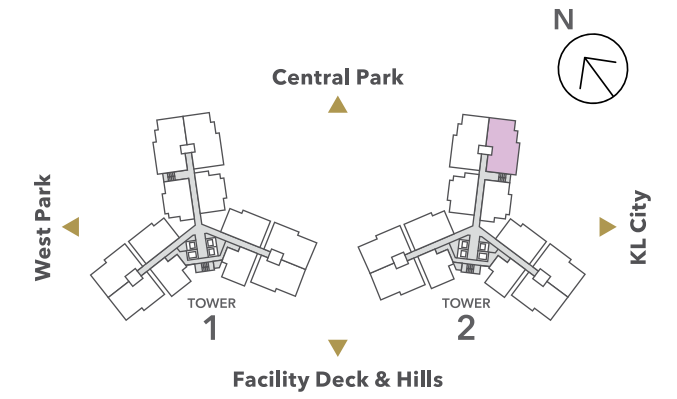 N
Central Park
West Park
KL City
TOWER
1
TOWER
2
Facility Deck & Hills